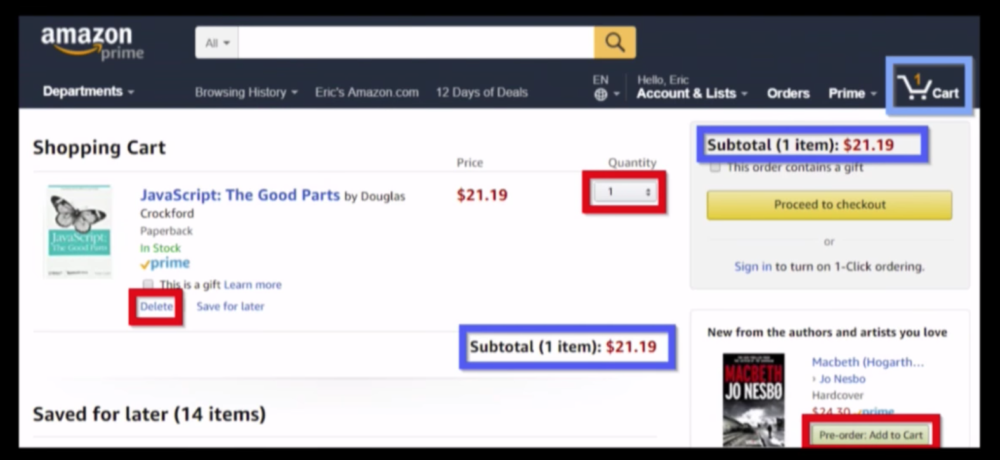 amazon
prime
All
Departments
Browsing History
Eric's Amazon.com
12 Days of Deals
EN
Hello, Eric
Account & Lists
Orders
Prime
1
Cart
Shopping Cart
Price
Quantity
JavaScript: The Good Parts by Douglas
Crockford
Paperback
In Stock
prime
This is a gift Learn more
Delete
Save for later
$21.19
1
JavaScript:
The Good Parts
Subtotal (1 item): $21.19
Saved for later (14 items)
Subtotal (1 item): $21.19
This order contains a gift
Proceed to checkout
or
Sign in to turn on 1-Click ordering.
New from the authors and artists you love
MACBETH
JO NESBØ
Macbeth (Hogarth...
› Jo Nesbo
Hardcover
$24.30 prime
Pre-order: Add to Cart